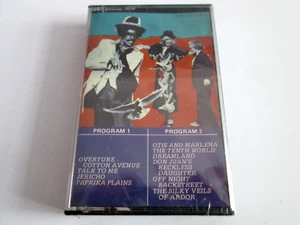 PROGRAM 1
OVERTURE -
COTTON AVENUE
TALK TO ME
JERICHO
PAPRIKA PLAINS
PROGRAM 2
OTIS AND MARLENA
THE TENTH WORLD
DREAMLAND
DON JUAN'S
RECKLESS
DAUGHTER
OFF NIGHT
BACKSTREET
THE SILKY VEILS
OF ARDOR